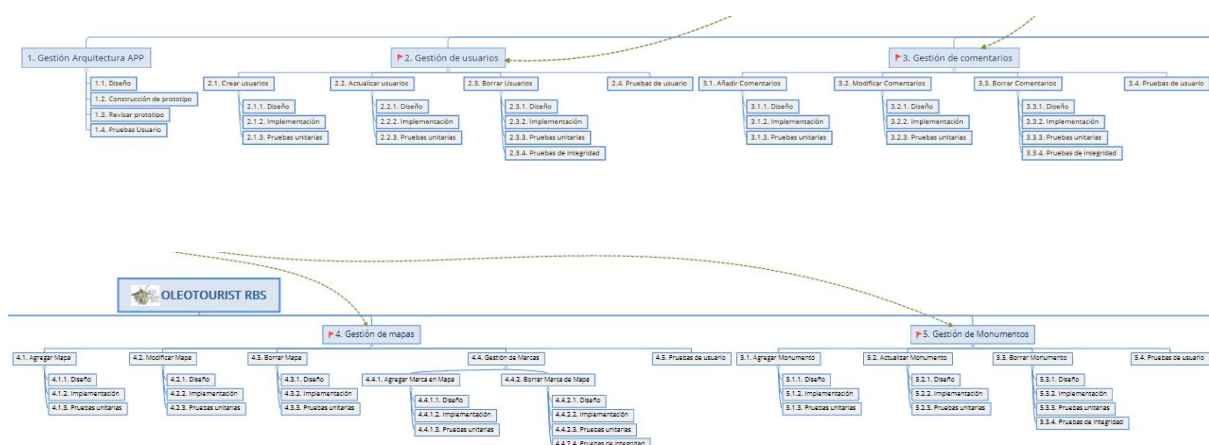 1. Gestión Arquitectura APP
1.1. Diseño
1.2. Construcción de prototipo
1.3. Revisar prototipo
1.4. Pruebas Usuario
2. Gestión de usuarios
2.1. Crear usuarios
2.1.1. Diseño
2.1.2. Implementación
2.1.3. Pruebas unitarias
2.2. Actualizar usuarios
2.2.1. Diseño
2.2.2. Implementación
2.2.3. Pruebas unitarias
2.3. Borrar Usuarios
2.3.1. Diseño
2.3.2. Implementación
2.3.3. Pruebas unitarias
2.3.4. Pruebas de integridad
2.4. Pruebas de usuario
3. Gestión de comentarios
3.1. Añadir Comentarios
3.1.1. Diseño
3.1.2. Implementación
3.1.3. Pruebas unitarias
3.2. Modificar Comentarios
3.2.1. Diseño
3.2.2. Implementación
3.2.3. Pruebas unitarias
3.3. Borrar Comentarios
3.3.1. Diseño
3.3.2. Implementación
3.3.3. Pruebas unitarias
3.3.4. Pruebas de integridad
3.4. Pruebas de usuario
OLEOTOURIST RBS
4. Gestión de mapas
4.1. Agregar Mapa
4.1.1. Diseño
4.1.2. Implementación
4.1.3. Pruebas unitarias
4.2. Modificar Mapa
4.2.1. Diseño
4.2.2. Implementación
4.2.3. Pruebas unitarias
4.3. Borrar Mapa
4.3.1. Diseño
4.3.2. Implementación
4.3.3. Pruebas unitarias
4.4. Gestión de Marcas
4.4.1. Agregar Marca en Mapa
4.4.1.1. Diseño
4.4.1.2. Implementación
4.4.1.3. Pruebas unitarias
4.4.2. Borrar Marca de Mapa
4.4.2.1. Diseño
4.4.2.2. Implementación
4.4.2.3. Pruebas unitarias
4.4.2.4. Pruebas de integridad
4.5. Pruebas de usuario
5. Gestión de Monumentos
5.1. Agregar Monumento
5.1.1. Diseño
5.1.2. Implementación
5.1.3. Pruebas unitarias
5.2. Actualizar Monumento
5.2.1. Diseño
5.2.2. Implementación
5.2.3. Pruebas unitarias
5.3. Borrar Monumento
5.3.1. Diseño
5.3.2. Implementación
5.3.3. Pruebas unitarias
5.3.4. Pruebas de integridad
5.4. Pruebas de usuario